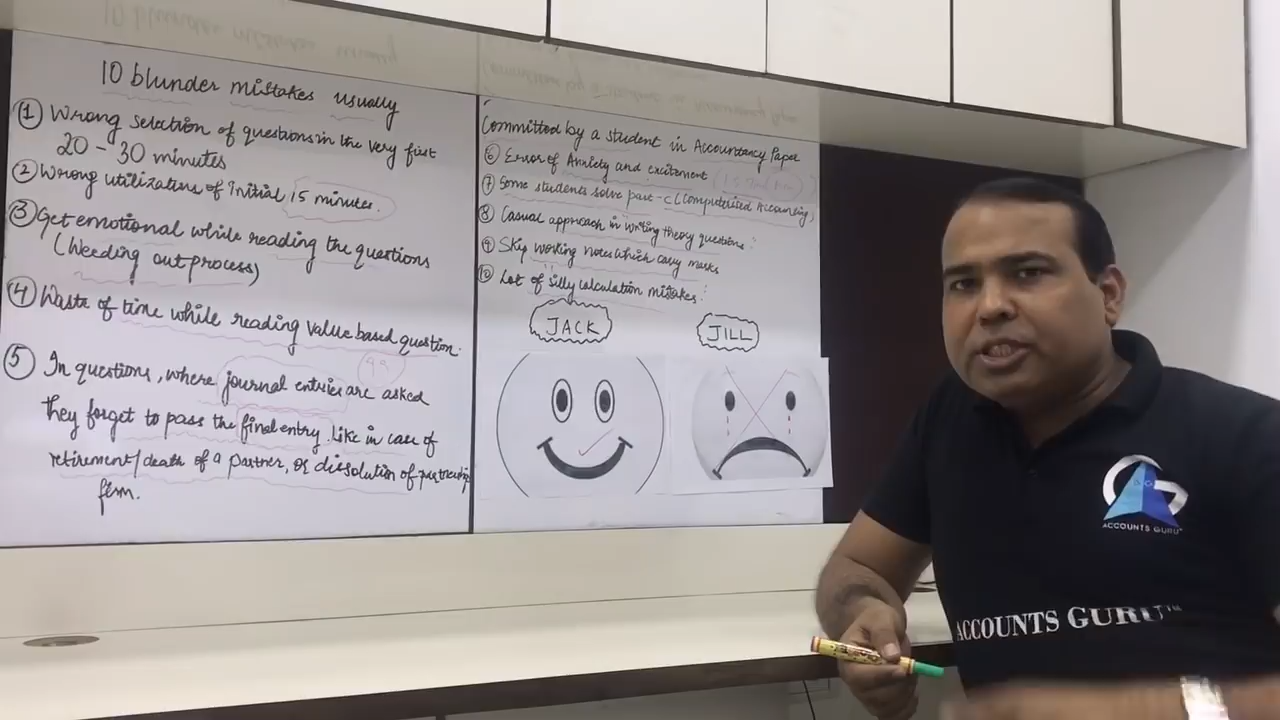 10 blunder mistakes usually
① Wrong selection of questions in the very first
20 - 30 minutes
② Wrong utilization of initial 15 minutes.
③ Get emotional while reading the questions
(Weeding out process)
④ Waste of time while reading value based question.
⑤ In questions, where journal entries are asked
they forget to pass the final entry. Like in case of
retirement/death of a partner, or dissolution of partnership
firm.
Committed by a student in Accountancy Paper
⑥ Error of Anxiety and excitement
⑦ Some students solve part-C (Computerised Accounting)
⑧ Casual approach in writing theory questions.
⑨ Skip working notes which carry marks
⑩ Lot of silly calculation mistakes.
JACK
JILL
ACCOUNTS GURU
ACCOUNTS GURU™